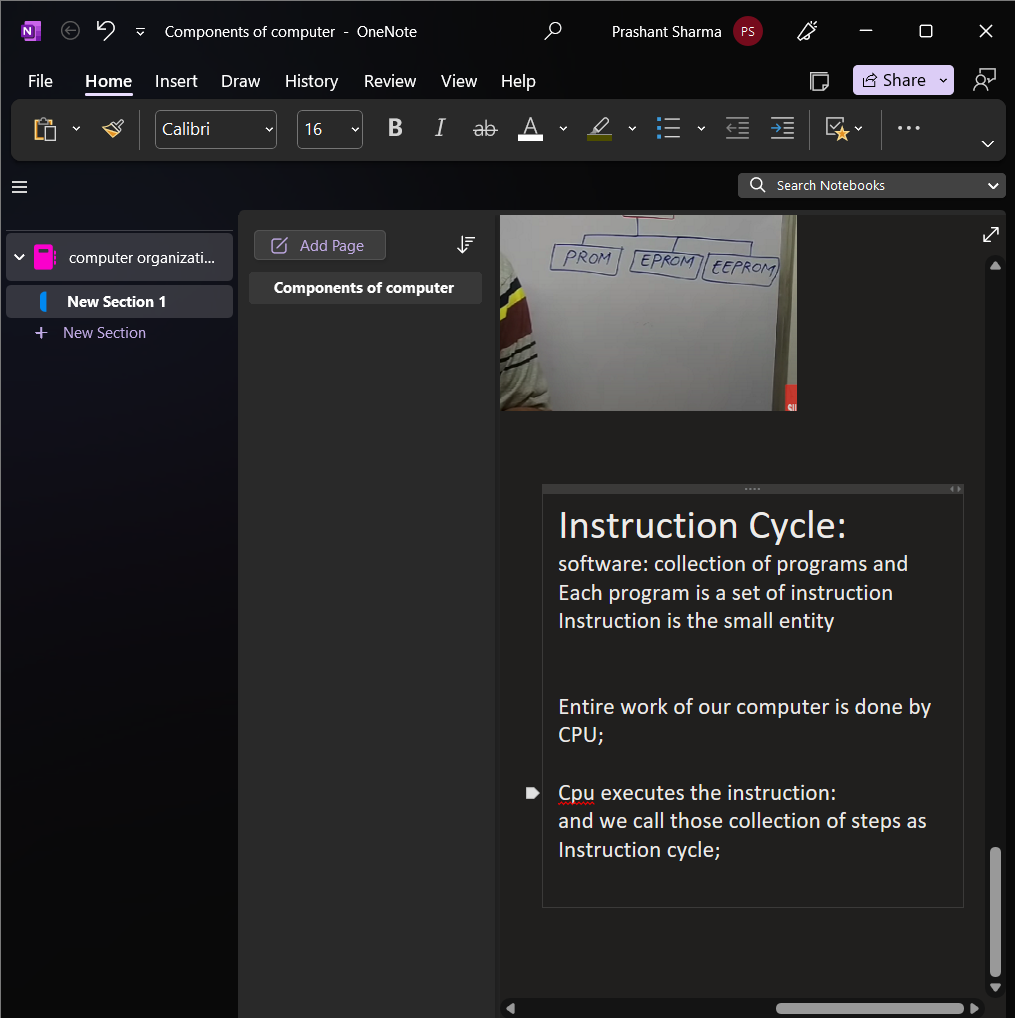 Components of computer - OneNote
Prashant Sharma
PS
File Home Insert Draw History Review View Help
Share
Calibri
16
B I ab A
Search Notebooks
computer organizati...
New Section 1
New Section
Add Page
Components of computer
PROM EPROM EEPROM
Instruction Cycle:
software: collection of programs and
Each program is a set of instruction
Instruction is the small entity
Entire work of our computer is done by
CPU;
Cpu executes the instruction:
and we call those collection of steps as
Instruction cycle;